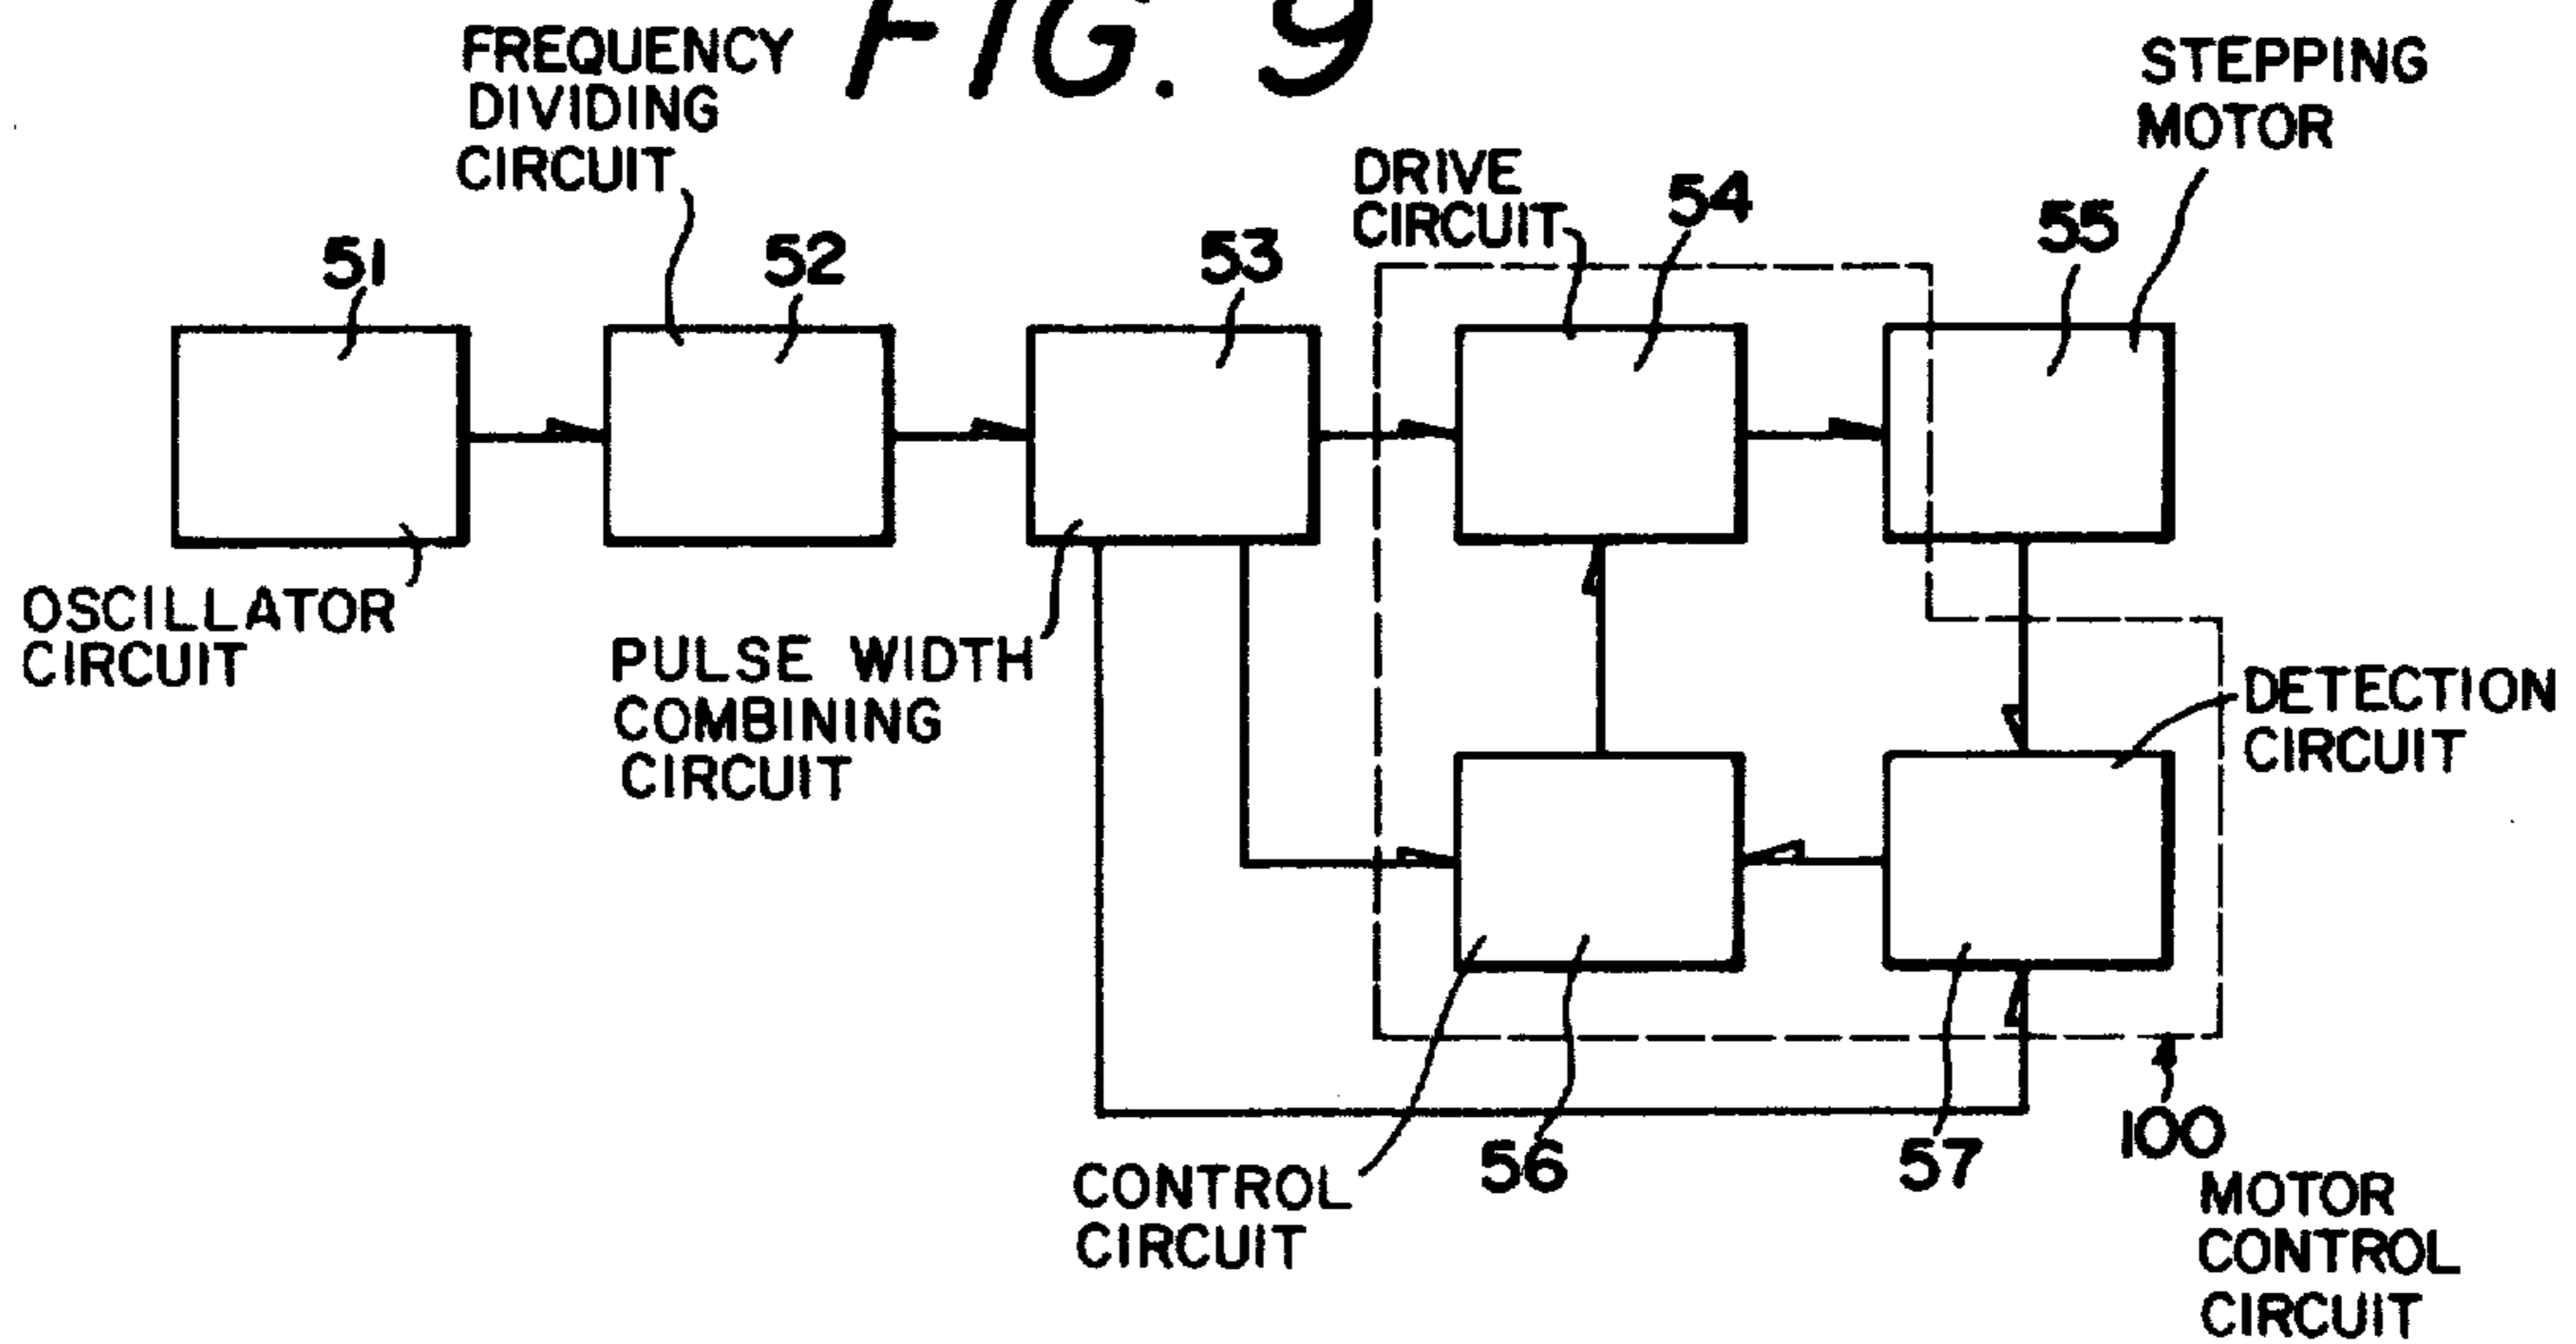 FIG. 9
FREQUENCY
DIVIDING
CIRCUIT
STEPPING
MOTOR
DRIVE
CIRCUIT
51
52
53
54
55
OSCILLATOR
CIRCUIT
PULSE WIDTH
COMBINING
CIRCUIT
DETECTION
CIRCUIT
CONTROL
CIRCUIT
56
57
100
MOTOR
CONTROL
CIRCUIT